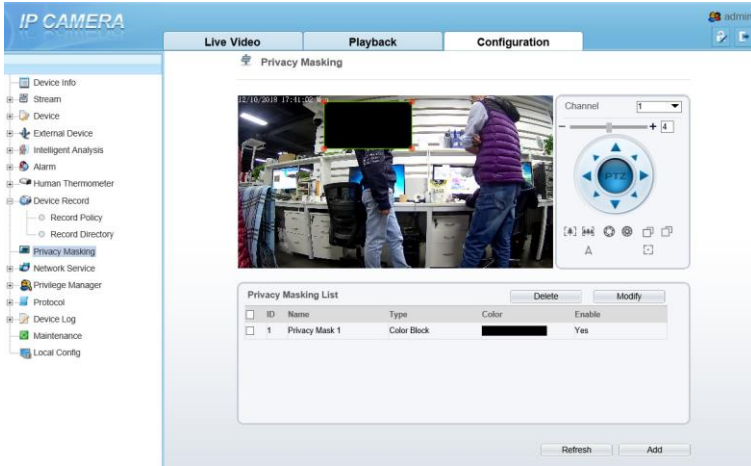 IP CAMERA
admin
Live Video Playback Configuration
Privacy Masking
Device Info
Stream
Device
External Device
Intelligent Analysis
Alarm
Human Thermometer
Device Record
Record Policy
Record Directory
Privacy Masking
Network Service
Privilege Manager
Protocol
Device Log
Maintenance
Local Config
12/10/2018 17:41:02
Channel 1
4
PTZ
Privacy Masking List Delete Modify
ID Name Type Color Enable
1 Privacy Mask 1 Color Block Yes
Refresh Add